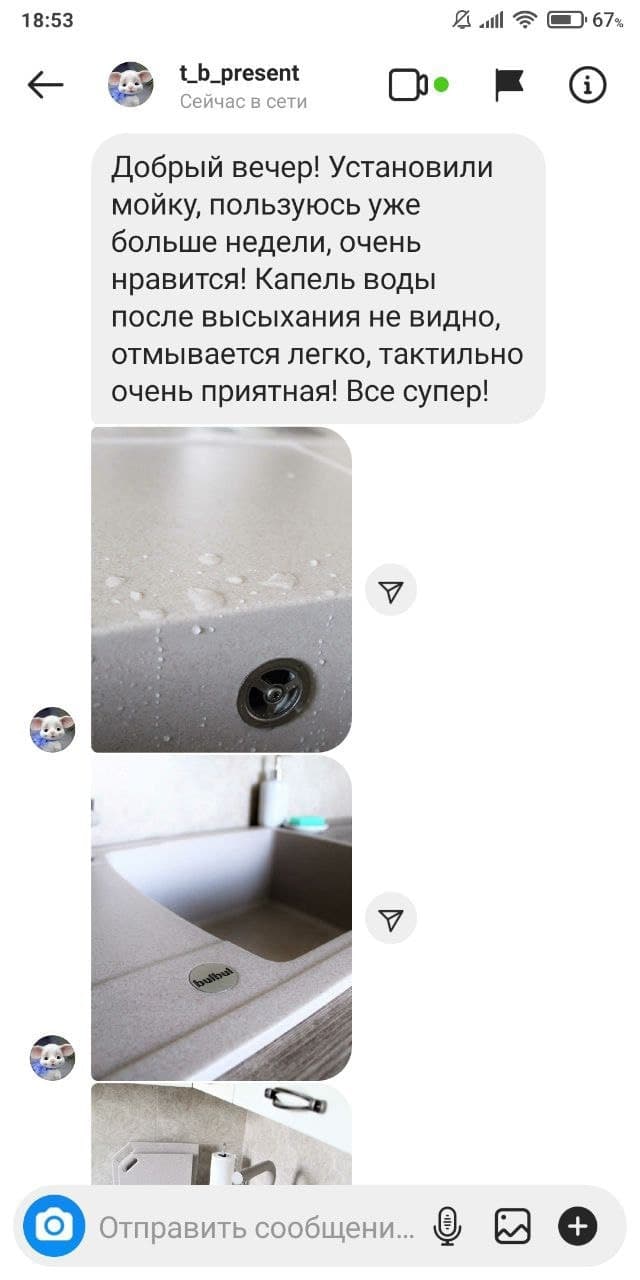 18:53
67%
t_b_present
Сейчас в сети
Добрый вечер! Установили
мойку, пользуюсь уже
больше недели, очень
нравится! Капель воды
после высыхания не видно,
отмывается легко, тактильно
очень приятная! Все супер!
bulbul
Отправить сообщени...